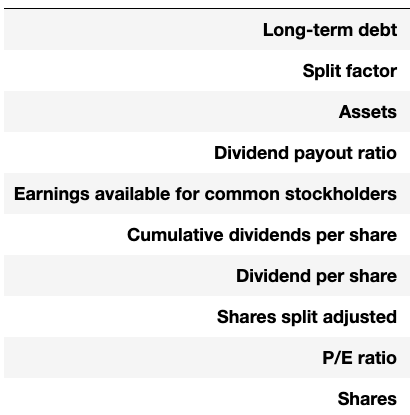 Long-term debt
Split factor
Assets
Dividend payout ratio
Earnings available for common stockholders
Cumulative dividends per share
Dividend per share
Shares split adjusted
P/E ratio
Shares